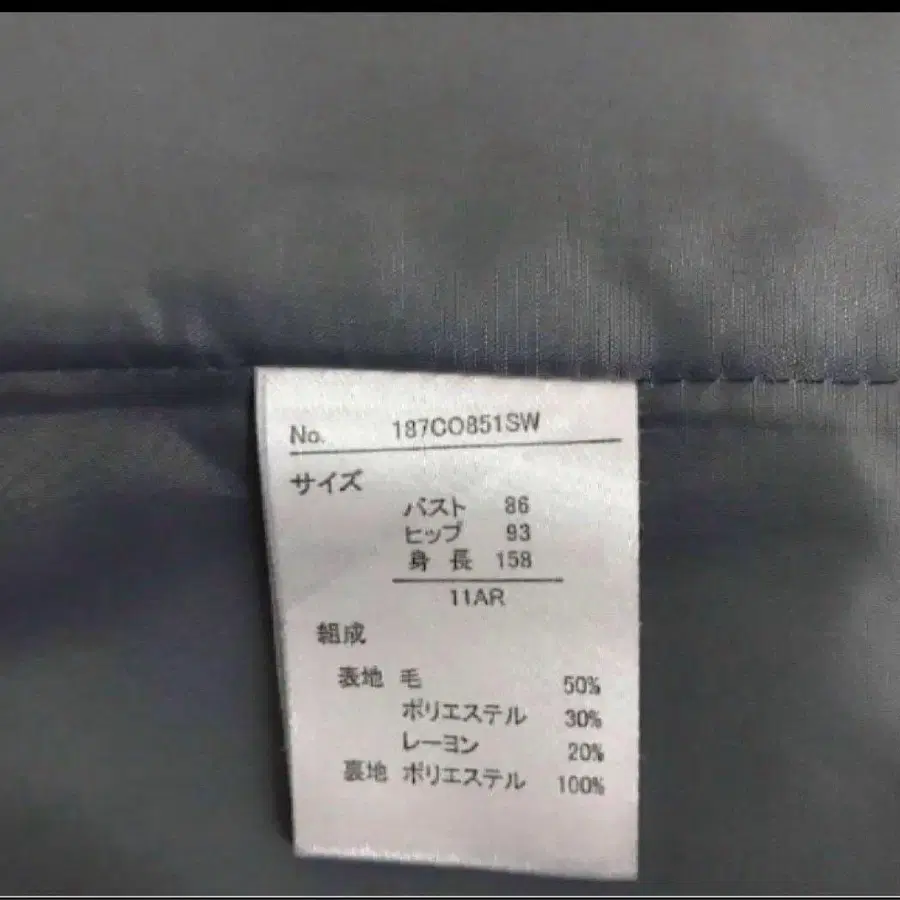 No. 187CO851SW
サイズ
バスト 86
ヒップ 93
身長 158
11AR
組成
表地 毛 50%
ポリエステル 30%
レーヨン 20%
裏地 ポリエステル 100%